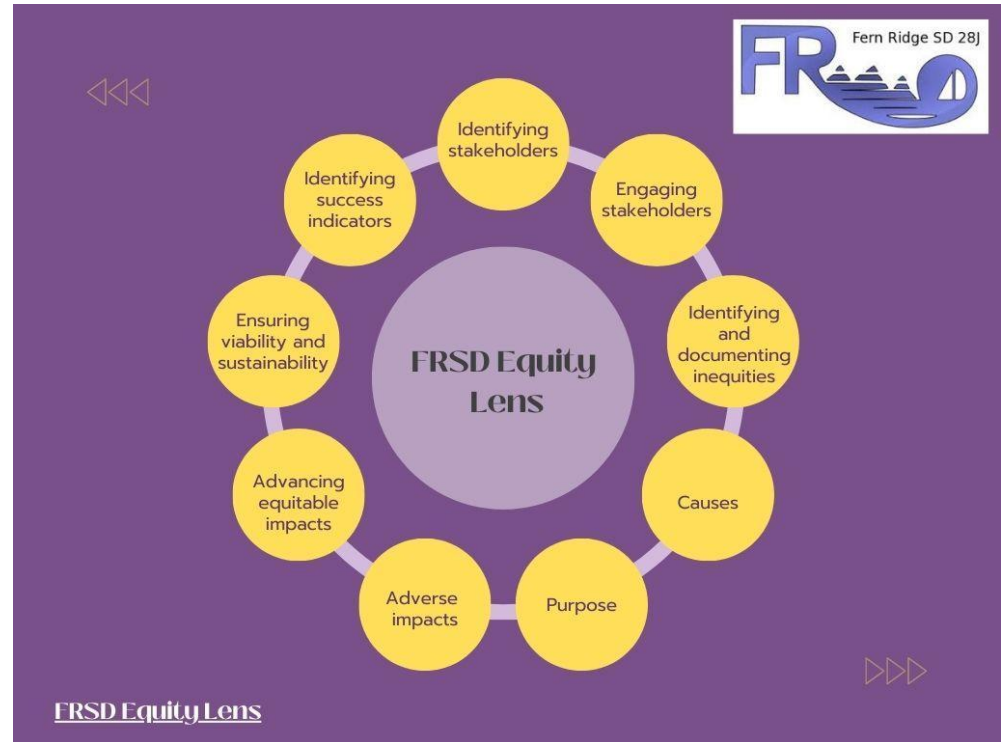 FR
Fern Ridge SD 28J
Identifying
stakeholders
Engaging
stakeholders
Identifying
and
documenting
inequities
Causes
Purpose
Adverse
impacts
Advancing
equitable
impacts
Ensuring
viability and
sustainability
Identifying
success
indicators
FRSD Equity
Lens
FRSD Equity Lens